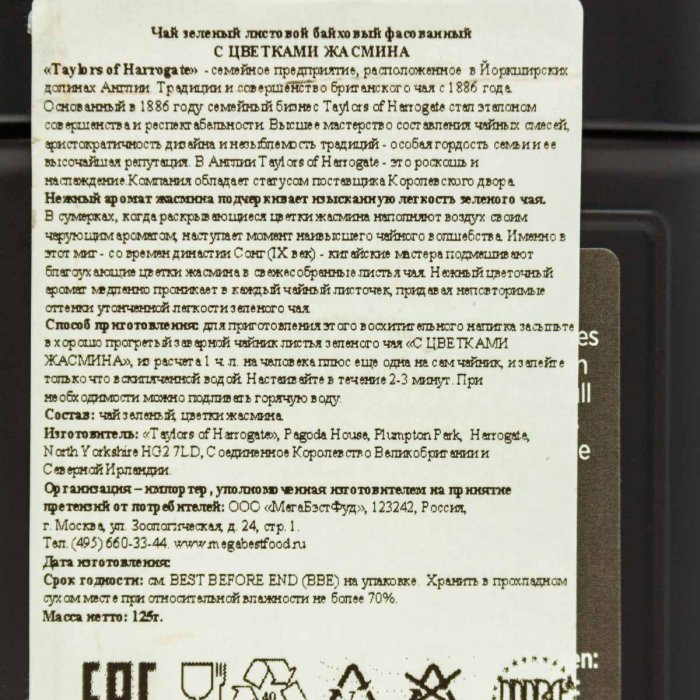 Чай зеленый листовой байховый фасованный
С ЦВЕТКАМИ ЖАСМИНА
«Taylors of Harrogate» - семейное предприятие, расположенное в Йоркширских
долинах Англии. Традиции и совершенство британского чая с 1886 года.
Основанный в 1886 году семейный бизнес Taylors of Harrogate стал эталоном
совершенства и респектабельности. Высшее мастерство составления чайных смесей,
аристократичность дизайна и незыблемость традиций - особая гордость семьи и ее
высочайшая репутация. В Англии Taylors of Harrogate - это роскошь и
наслаждение. Компания обладает статусом поставщика Королевского двора.
Нежный аромат жасмина подчеркивает изысканную легкость зеленого чая.
В сумерках, когда раскрывающиеся цветки жасмина наполняют воздух своим
чарующим ароматом, наступает момент наивысшего чайного волшебства. Именно в
этот миг - со времен династии Сонг (IX век) - китайские мастера подмешивают
благоухающие цветки жасмина в свежесобранные листья чая. Нежный цветочный
аромат медленно проникает в каждый чайный листочек, придавая неповторимые
оттенки утонченной легкости зеленого чая.
Способ приготовления: для приготовления этого восхитительного напитка засыпьте
в хорошо прогретый заварной чайник листья зеленого чая «С ЦВЕТКАМИ
ЖАСМИНА», из расчета 1 ч. л. на человека плюс еще одна на сам чайник, и залейте
только что вскипяченной водой. Настаивайте в течение 2-3 минут. При
необходимости можно подливать горячую воду.
Состав: чай зеленый, цветки жасмина.
Изготовитель: «Taylors of Harrogate», Pagoda House, Plumpton Park, Harrogate,
North Yorkshire HG2 7LD, Соединенное Королевство Великобритании и
Северной Ирландии.
Организация – импортер, уполномоченная изготовителем на принятие
претензий от потребителей: ООО «МегаБэстФуд», 123242, Россия,
г. Москва, ул. Зоологическая, д. 24, стр.1.
Тел. (495) 660-33-44. www.megabestfood.ru
Дата изготовления:
Срок годности: см. BEST BEFORE END (BBE) на упаковке. Хранить в прохладном
сухом месте при относительной влажности не более 70%.
Масса нетто: 125г.
EAC
40
7